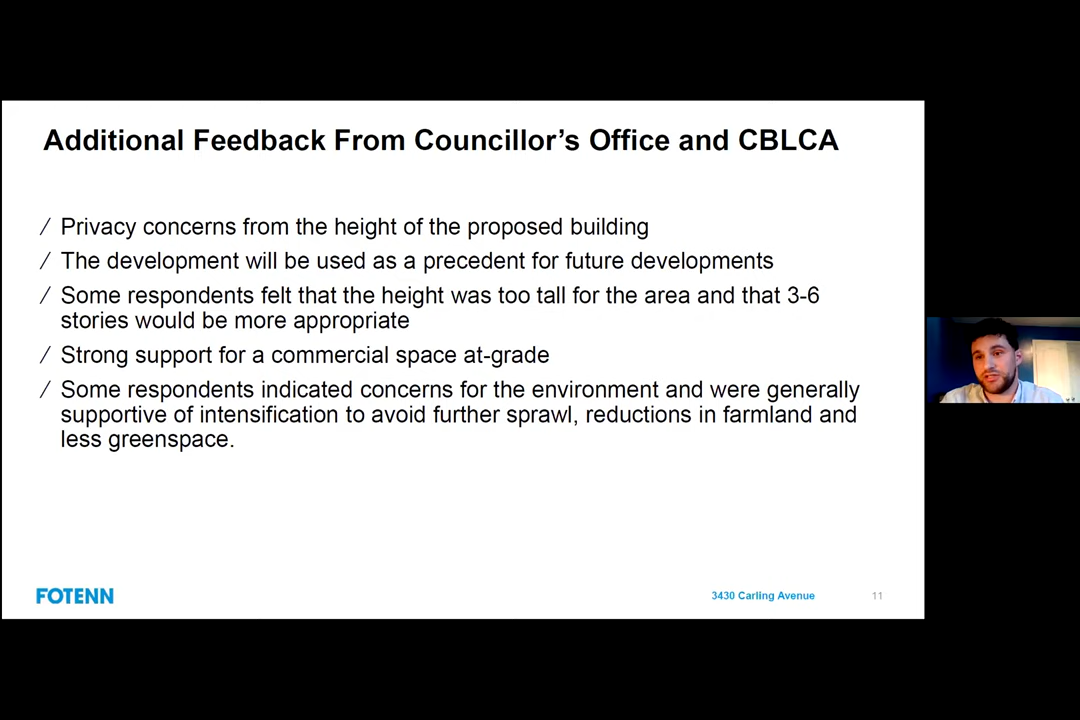 Additional Feedback From Councillor's Office and CBLCA
/ Privacy concerns from the height of the proposed building
/ The development will be used as a precedent for future developments
/ Some respondents felt that the height was too tall for the area and that 3-6
stories would be more appropriate
/ Strong support for a commercial space at-grade
/ Some respondents indicated concerns for the environment and were generally
supportive of intensification to avoid further sprawl, reductions in farmland and
less greenspace.
FOTENN
3430 Carling Avenue
11